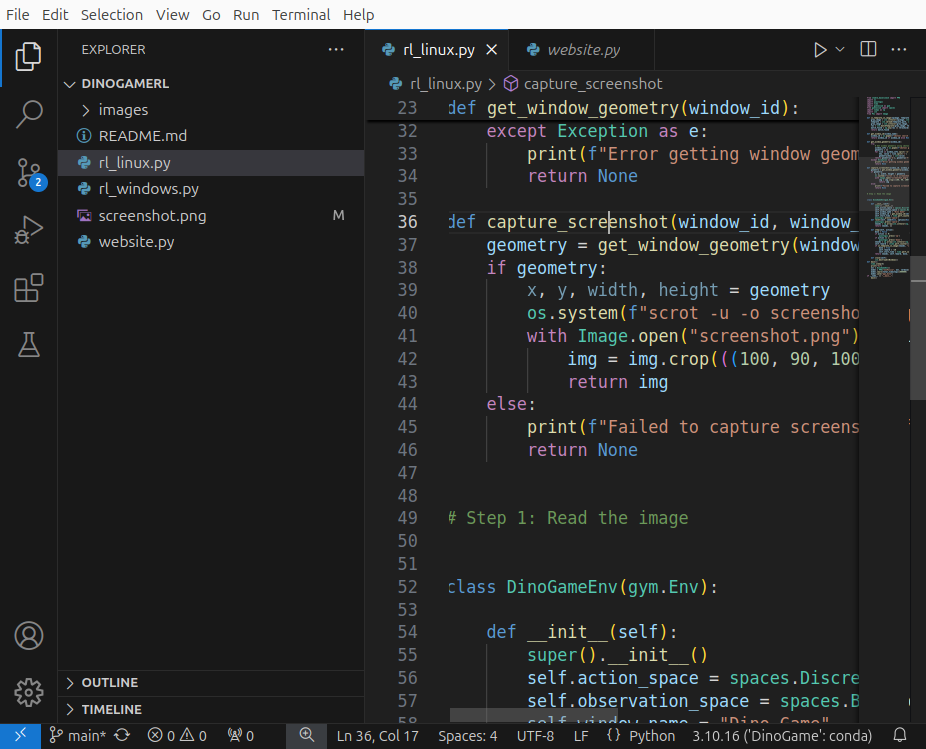 File Edit Selection View Go Run Terminal Help
EXPLORER
rl_linux.py
website.py
DINOGAMERL
rl_linux.py > capture_screenshot
images
README.md
rl_linux.py
rl_windows.py
screenshot.png M
website.py
2
23 def get_window_geometry(window_id):
32 except Exception as e:
33 print(f"Error getting window geom
34 return None
35
36 def capture_screenshot(window_id, window_
37 geometry = get_window_geometry(window
38 if geometry:
39 x, y, width, height = geometry
40 os.system(f"scrot -u -o screensho
41 with Image.open("screenshot.png")
42 img = img.crop(((100, 90, 100
43 return img
44 else:
45 print(f"Failed to capture screens
46 return None
47
48
49 # Step 1: Read the image
50
51
52 class DinoGameEnv(gym.Env):
53
54 def __init__(self):
55 super().__init__()
56 self.action_space = spaces.Discre
57 self.observation_space = spaces.B
58 self.window_name = "Dino Game"
OUTLINE
TIMELINE
main* 0 0 0 Ln 36, Col 17 Spaces: 4 UTF-8 LF {} Python 3.10.16 ('DinoGame': conda)